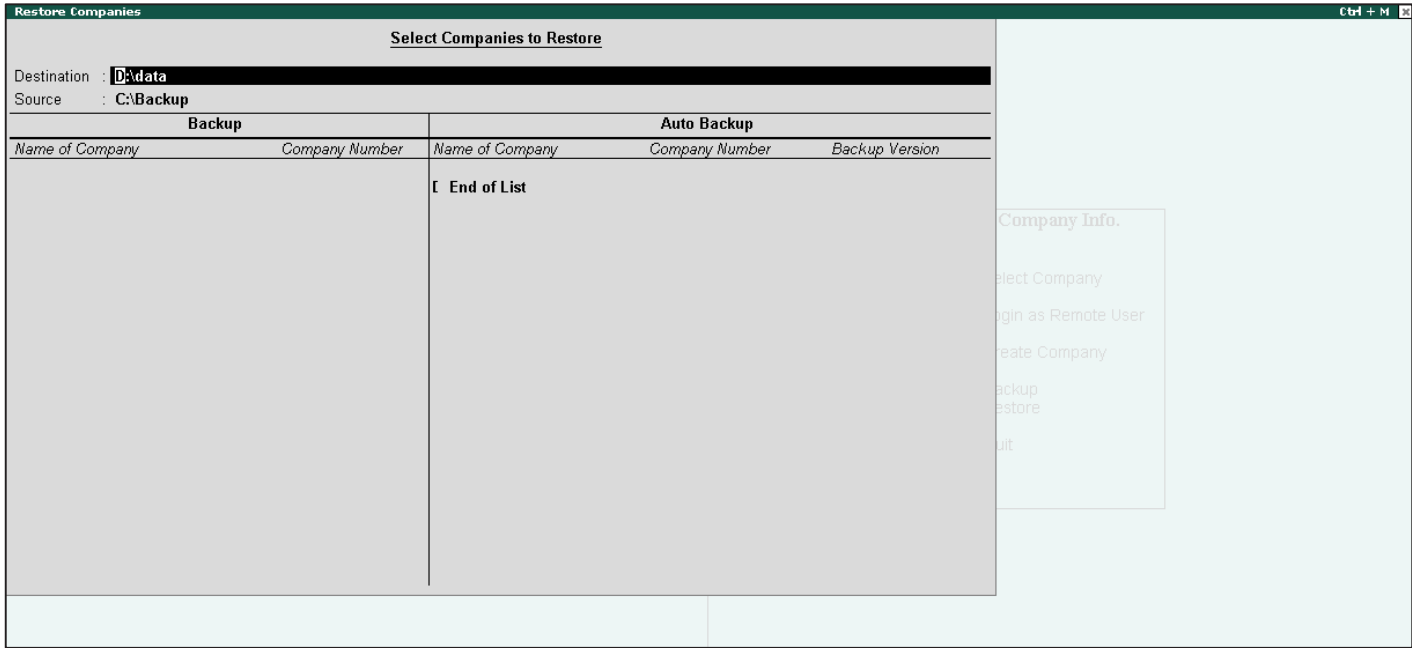 Restore Companies Ctrl + M
Select Companies to Restore
Destination : D:\data
Source : C:\Backup
Backup Auto Backup
Name of Company Company Number Name of Company Company Number Backup Version
[ End of List
Company Info.
elect Company
ogin as Remote User
reate Company
ackup
estore
uit